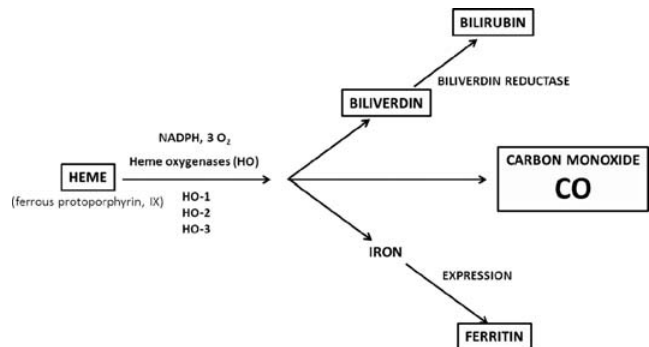 BILIRUBIN
BILIVERDIN REDUCTASE
BILIVERDIN
NADPH, 3 O₂
Heme oxygenases (HO)
HEME
(ferrous protoporphyrin, IX)
HO-1
HO-2
HO-3
CARBON MONOXIDE
CO
IRON
EXPRESSION
FERRITIN